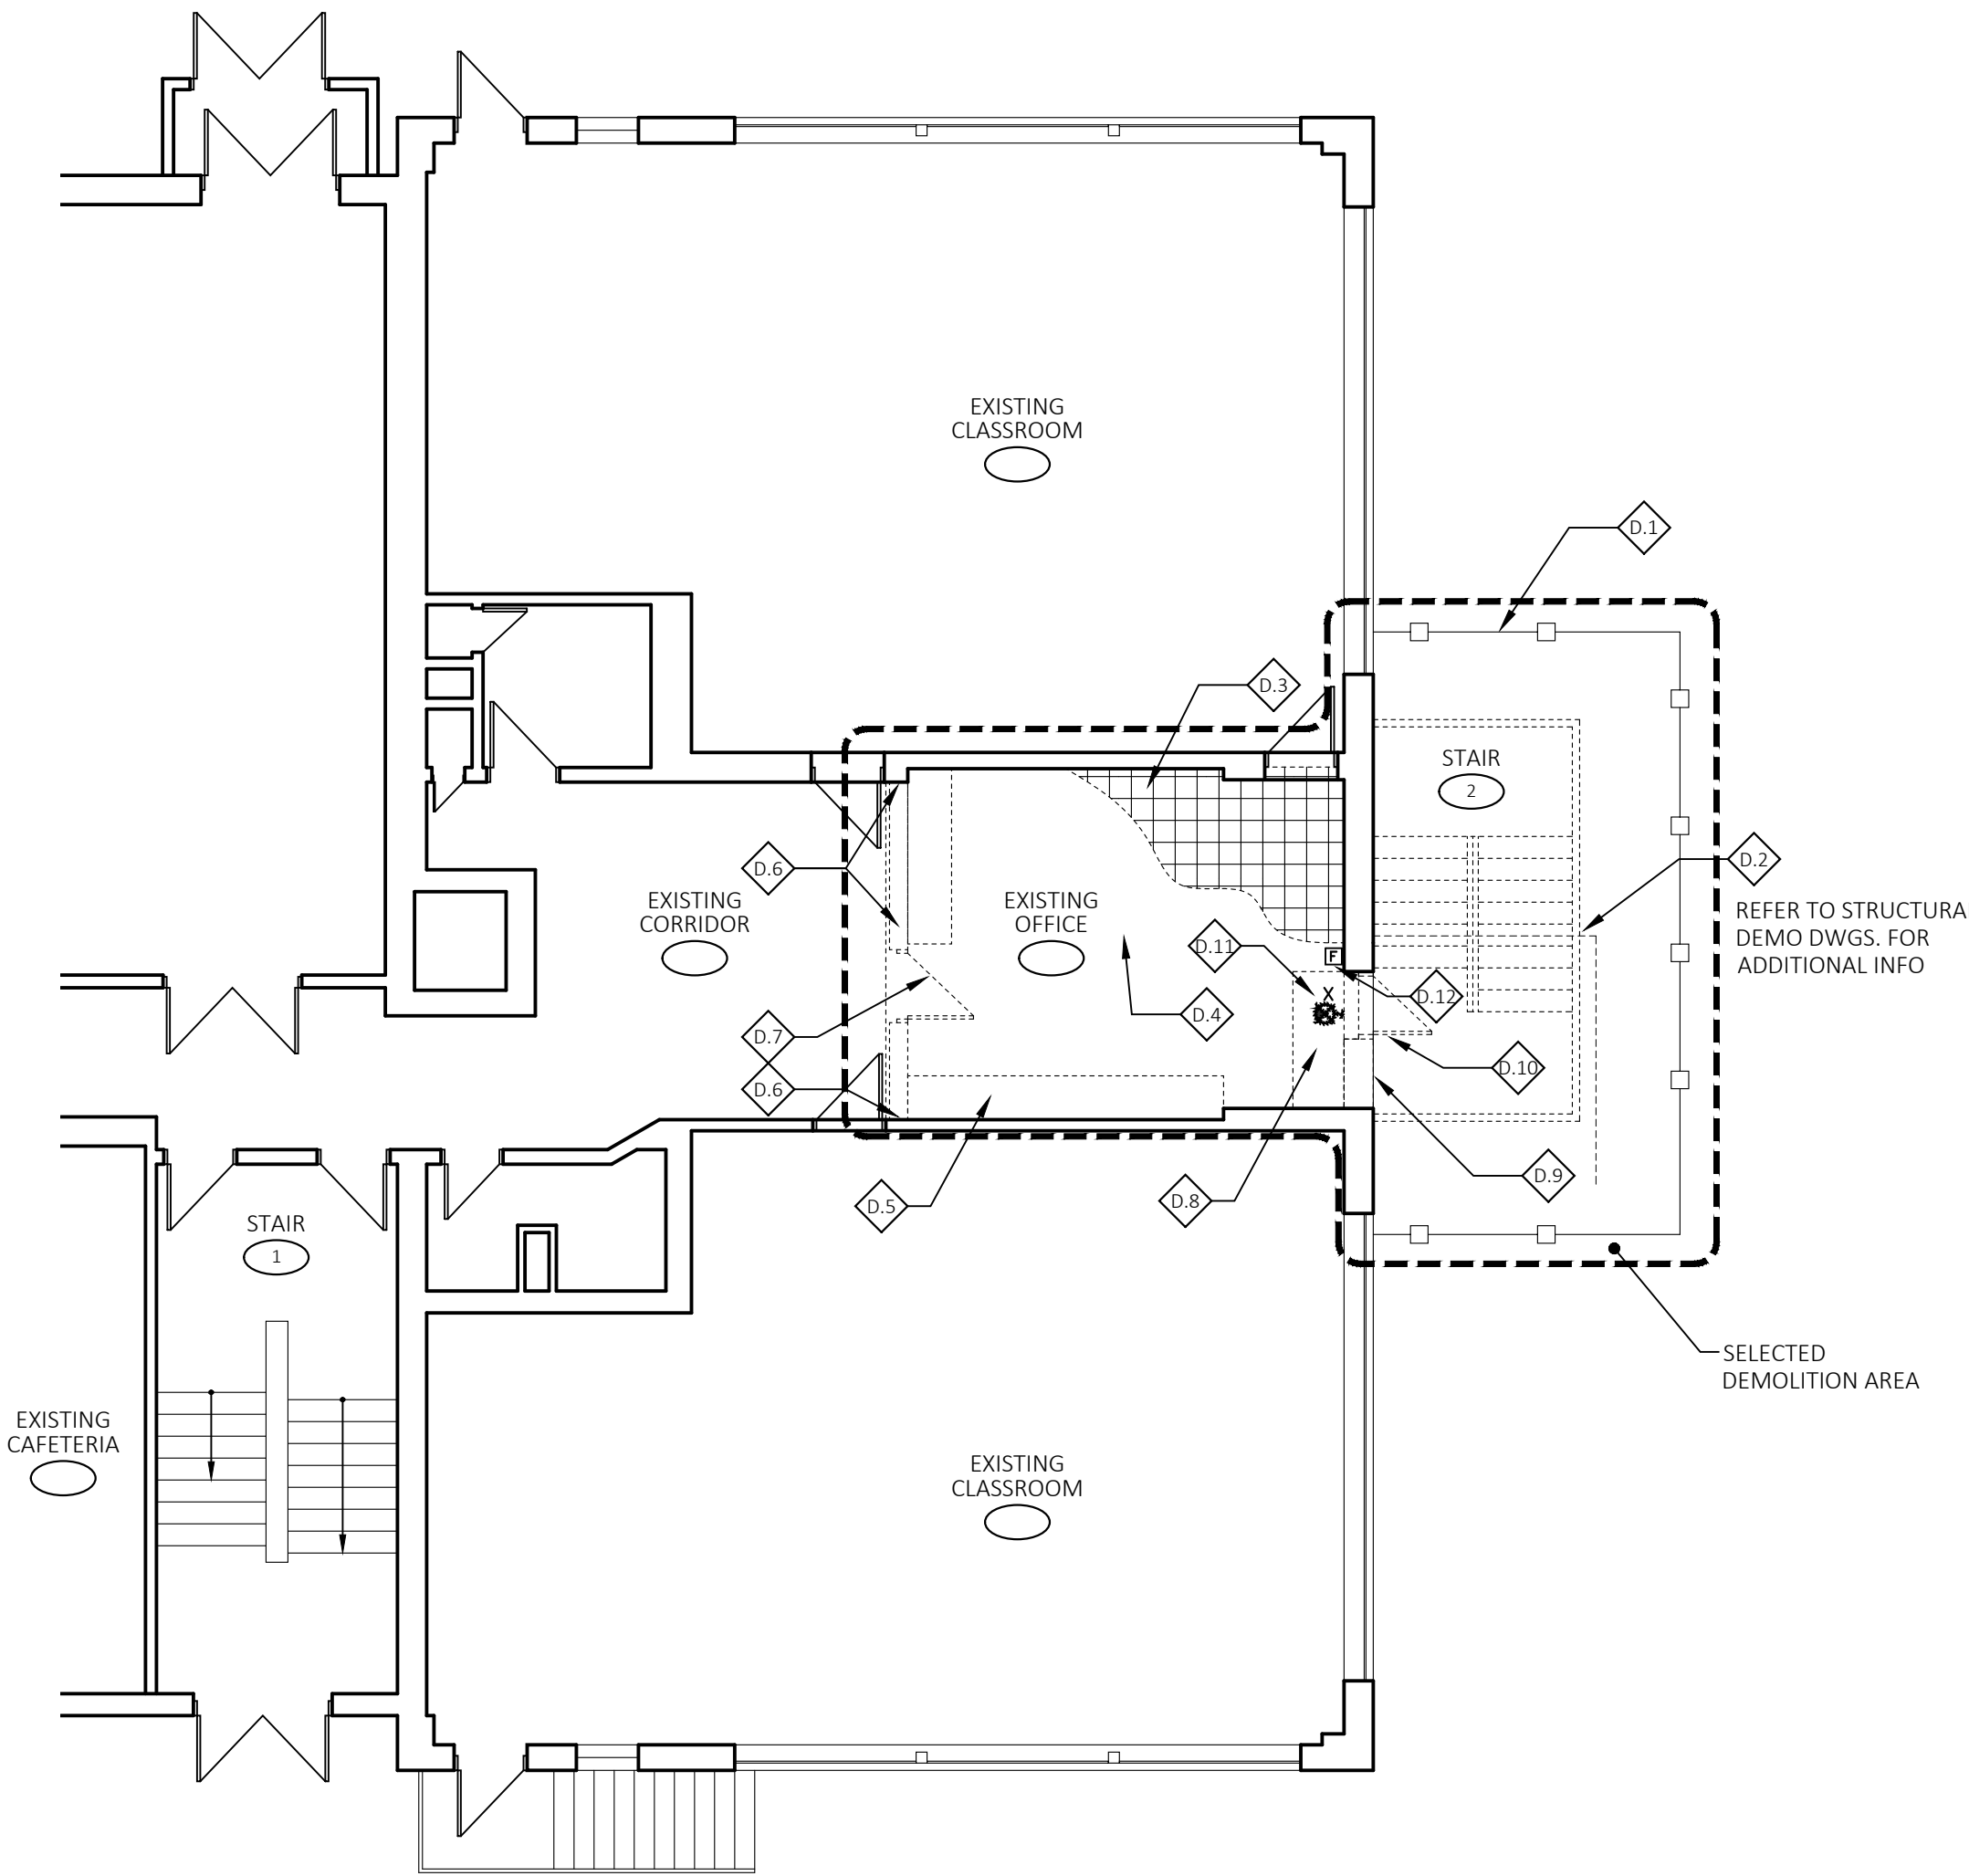 EXISTING
CLASSROOM
D.1
D.3
STAIR
2
D.2
D.6
EXISTING
CORRIDOR
EXISTING
OFFICE
REFER TO STRUCTURA
DEMO DWGS. FOR
ADDITIONAL INFO
D.11
F
D.12
X
D.7
D.4
D.10
D.6
D.9
D.5
D.8
STAIR
1
SELECTED
DEMOLITION AREA
EXISTING
CAFETERIA
EXISTING
CLASSROOM